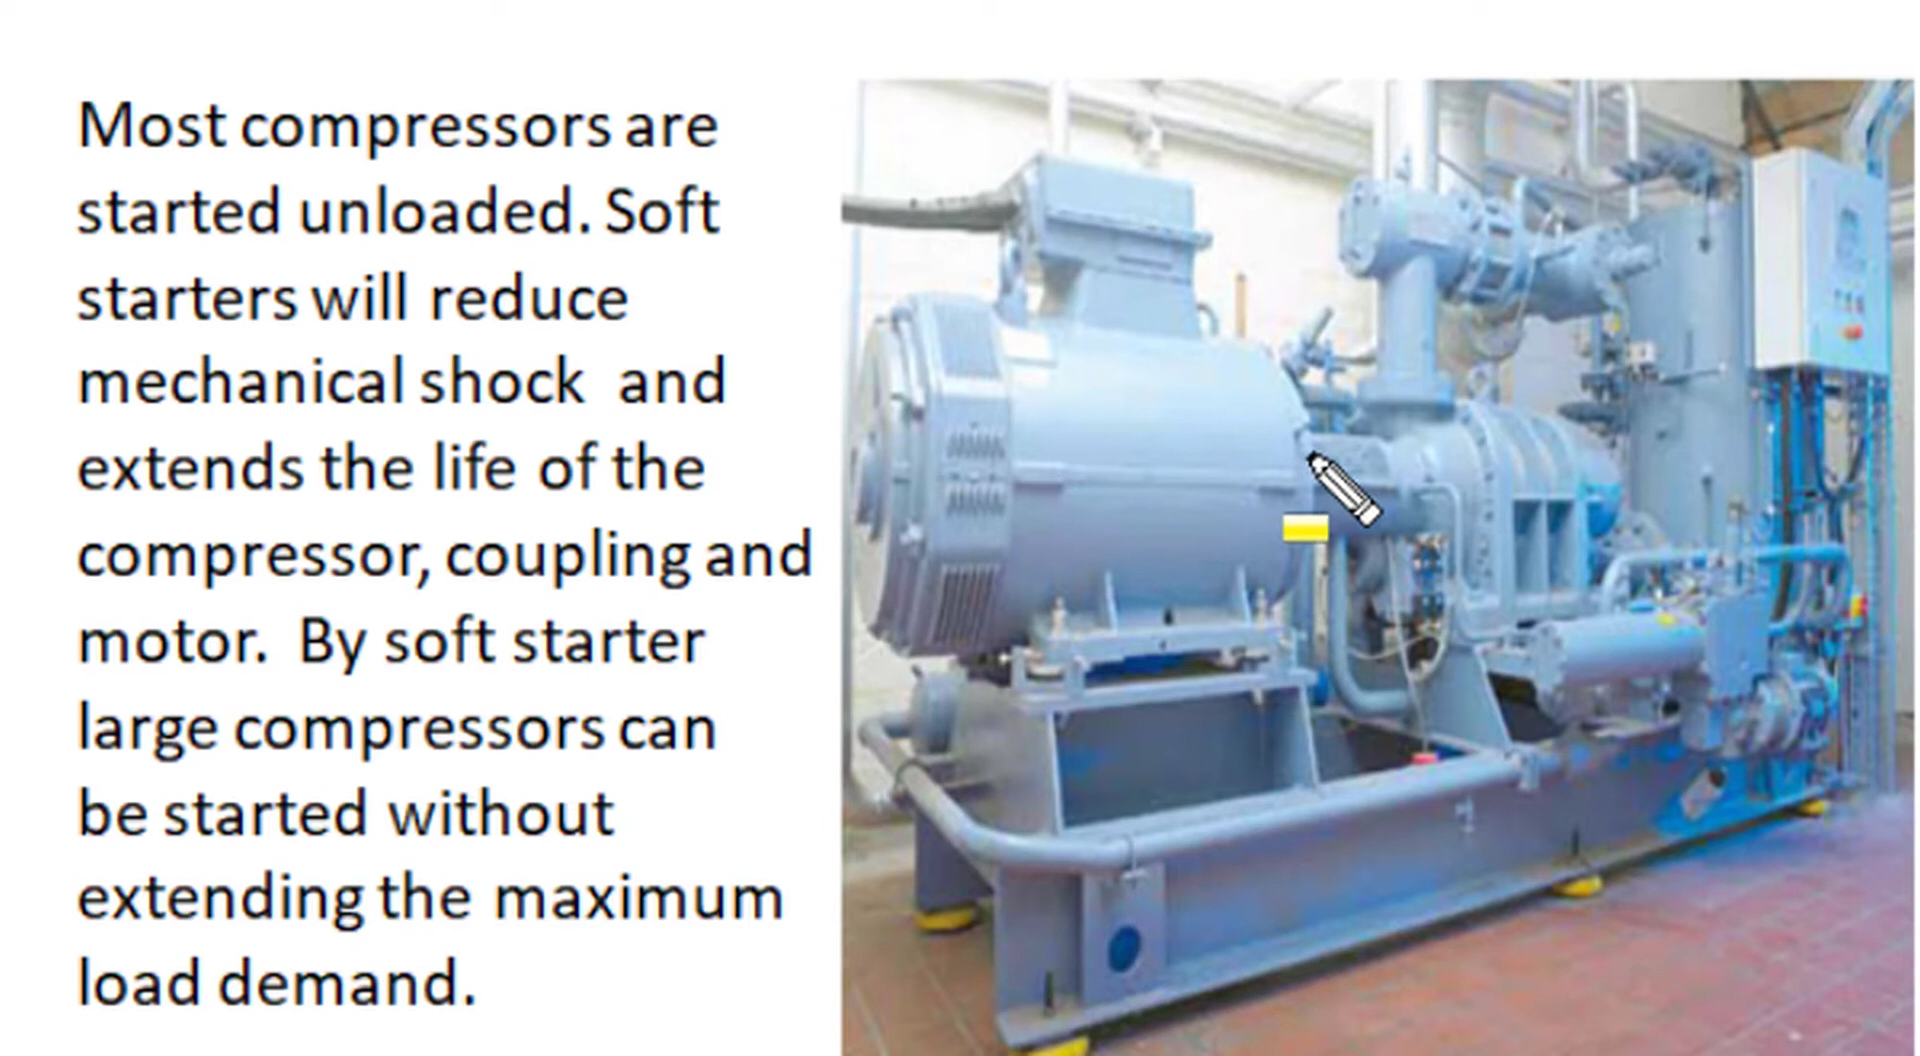 Most compressors are
started unloaded. Soft
starters will reduce
mechanical shock and
extends the life of the
compressor, coupling and
motor. By soft starter
large compressors can
be started without
extending the maximum
load demand.